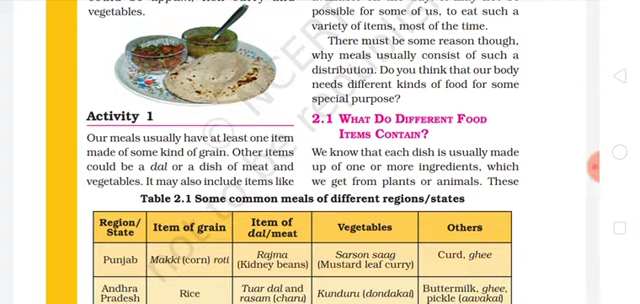 vegetables.
Activity 1
Our meals usually have at least one item
made of some kind of grain. Other items
could be a dal or a dish of meat and
vegetables. It may also include items like
possible for some of us, to eat such a
variety of items, most of the time.
There must be some reason though,
why meals usually consist of such a
distribution. Do you think that our body
needs different kinds of food for some
special purpose?
2.1 WHAT DO DIFFERENT FOOD
ITEMS CONTAIN?
We know that each dish is usually made
up of one or more ingredients, which
we get from plants or animals. These
Table 2.1 Some common meals of different regions/states
Region/ Item of grain Item of Vegetables Others
State dal/meat
Punjab Makki (corn) roti Rajma Sarson saag Curd, ghee
(Kidney beans) (Mustard leaf curry)
Andhra Rice Tuar dal and Kunduru (dondakai) Buttermilk, ghee,
Pradesh rasam (charu) pickle (aavakai)